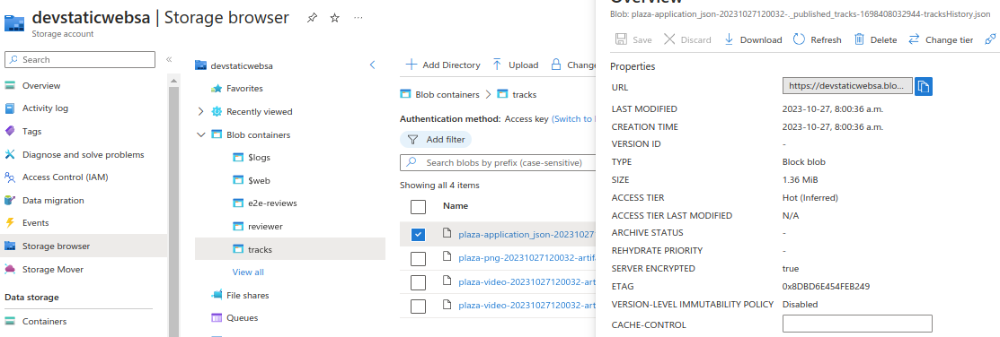 devstaticwebsa | Storage browser
Storage account
Search
Overview
Activity log
Tags
Diagnose and solve problems
Access Control (IAM)
Data migration
Events
Storage browser
Storage Mover
Data storage
Containers
devstaticwebsa
Favorites
Recently viewed
Blob containers
$logs
$web
e2e-reviews
reviewer
tracks
View all
File shares
Queues
Add Directory
Upload
Change
Blob containers > tracks
Authentication method: Access key (Switch to
Add filter
Search blobs by prefix (case-sensitive)
Showing all 4 items
Name
plaza-application_json-20231027
plaza-png-20231027120032-artif
plaza-video-20231027120032-art
plaza-video-20231027120032-art
Blob: plaza-application_json-20231027120032-._published_tracks-1698408032944-tracksHistory.json
Save
Discard
Download
Refresh
Delete
Change tier
Properties
URL https://devstaticwebsa.blo...
LAST MODIFIED 2023-10-27, 8:00:36 a.m.
CREATION TIME 2023-10-27, 8:00:36 a.m.
VERSION ID -
TYPE Block blob
SIZE 1.36 MiB
ACCESS TIER Hot (Inferred)
ACCESS TIER LAST MODIFIED N/A
ARCHIVE STATUS -
REHYDRATE PRIORITY -
SERVER ENCRYPTED true
ETAG 0x8DBD6E454FEB249
VERSION-LEVEL IMMUTABILITY POLICY Disabled
CACHE-CONTROL